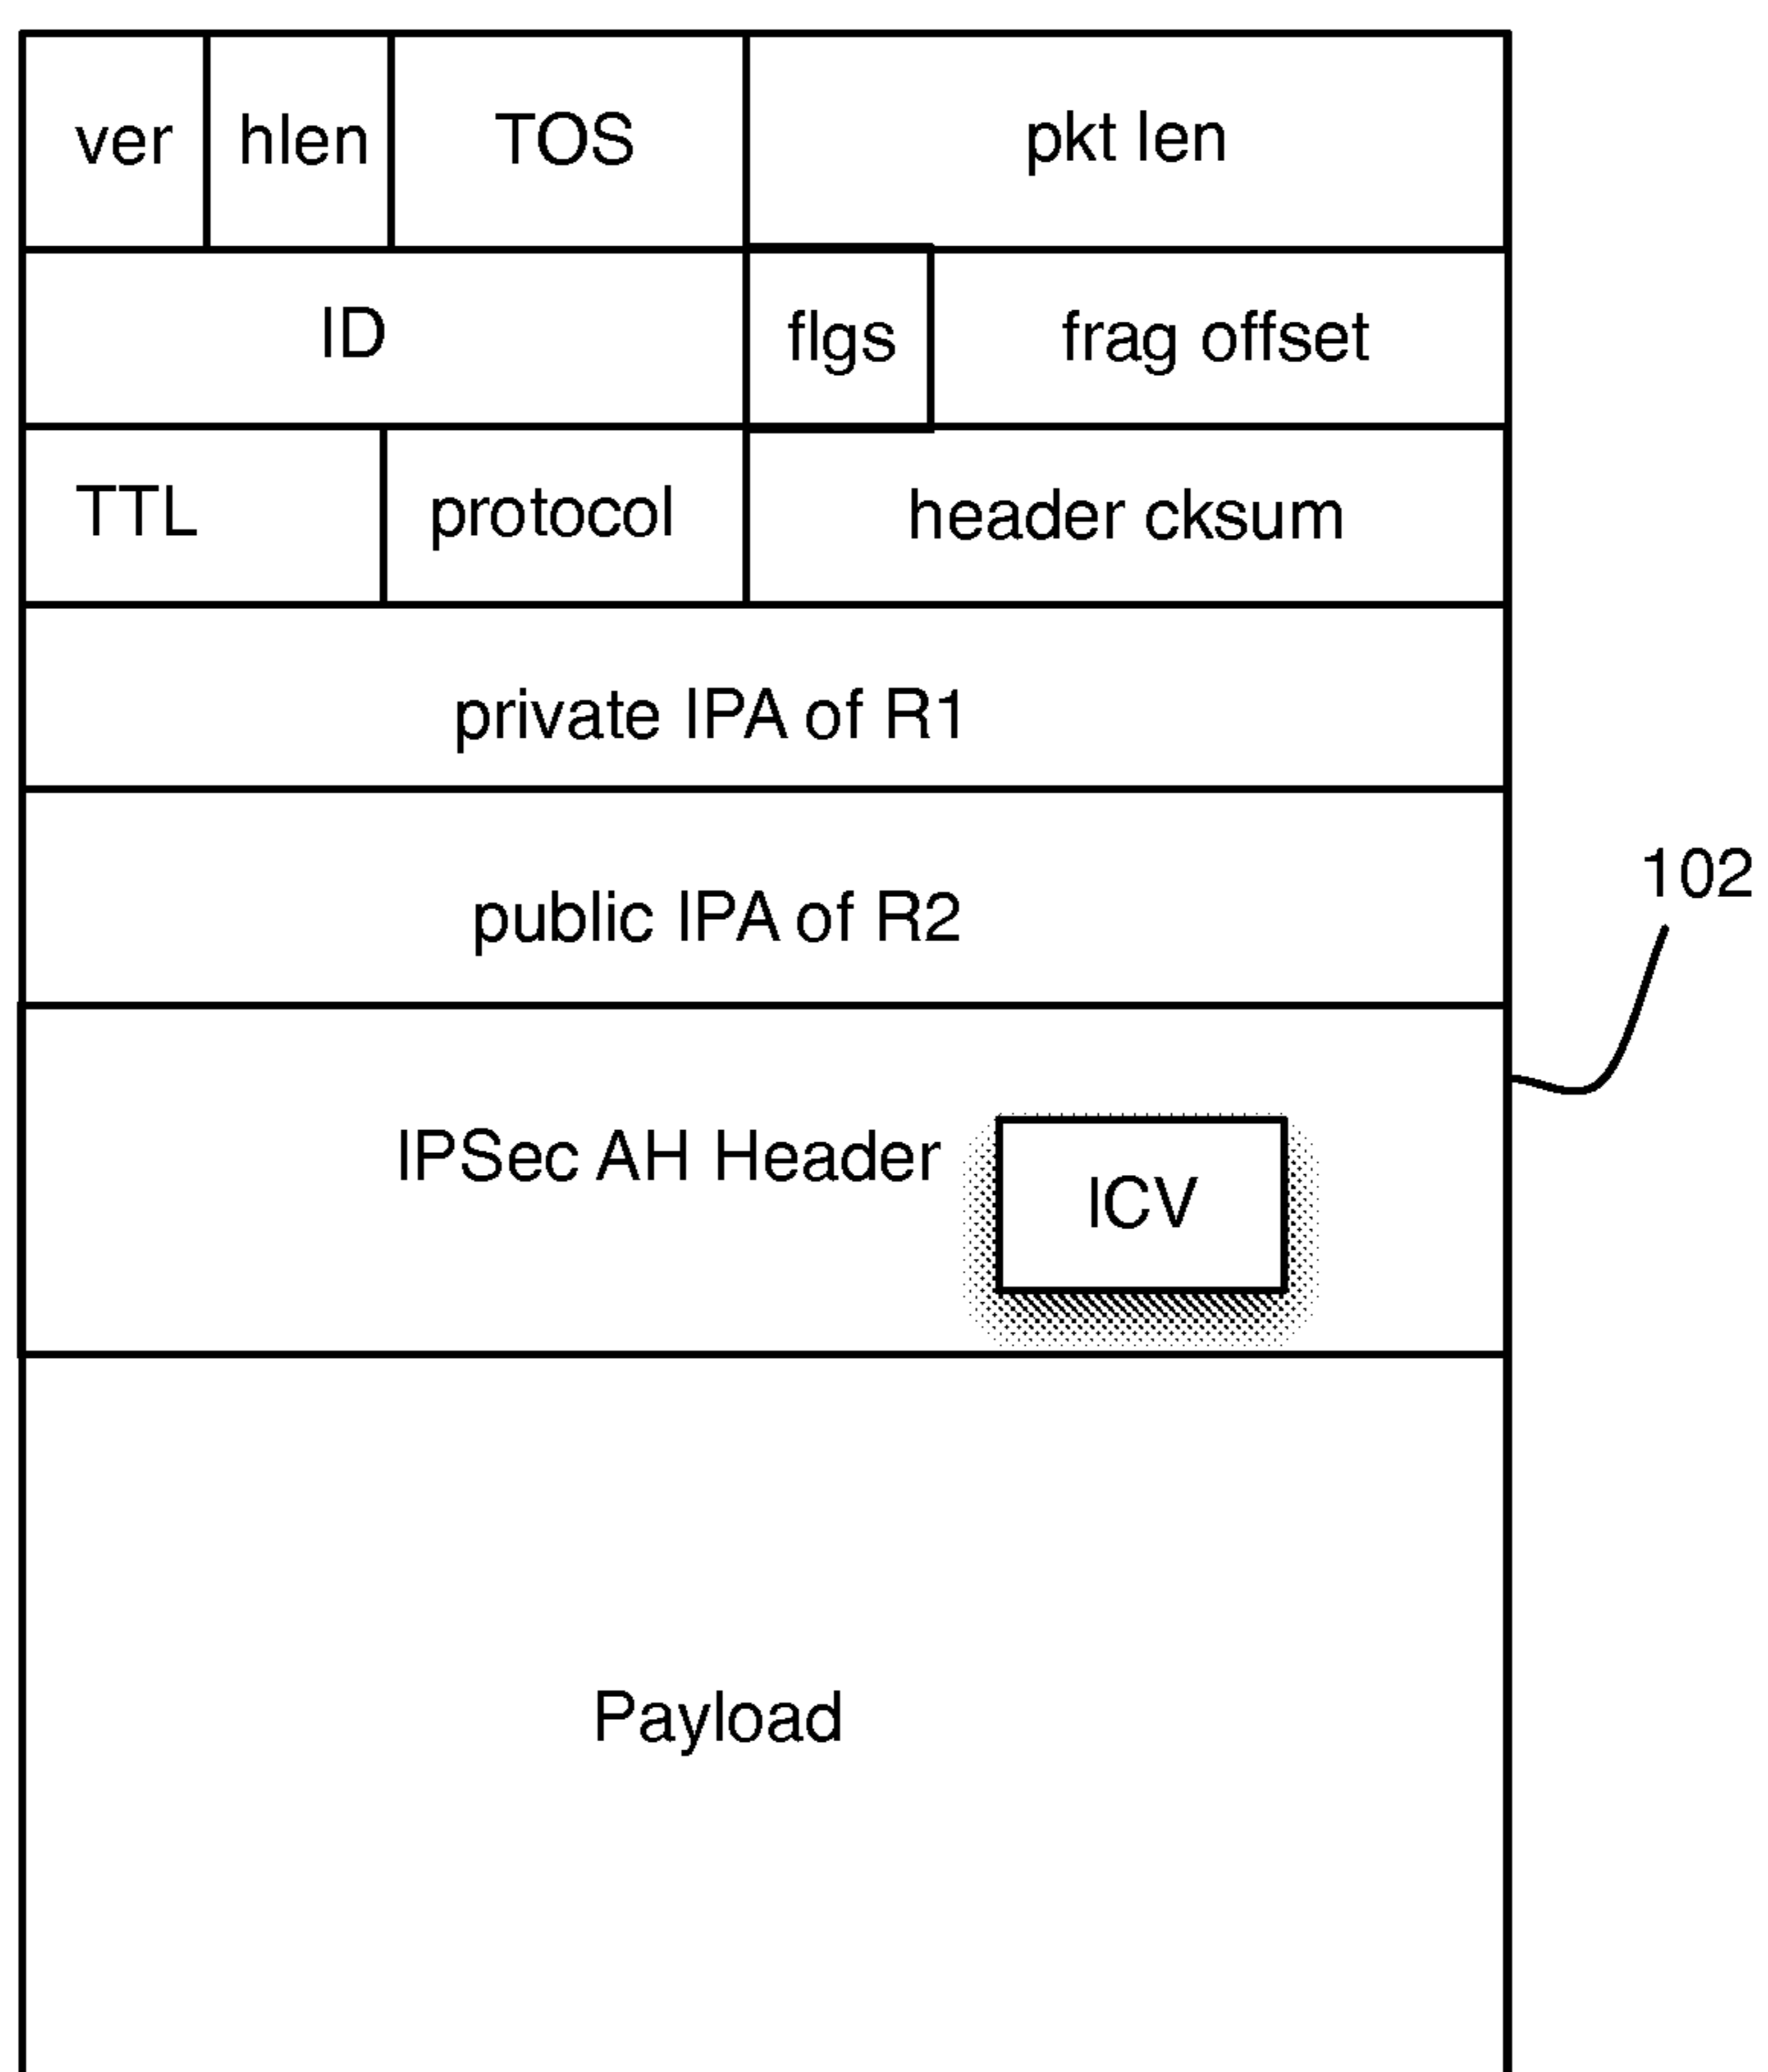 ver hlen TOS pkt len
ID flgs frag offset
TTL protocol header cksum
private IPA of R1
public IPA of R2
102
IPSec AH Header
ICV
Payload